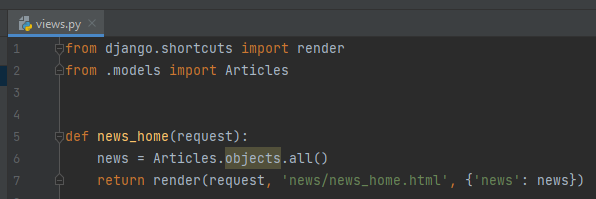 views.py
1 from django.shortcuts import render
2 from .models import Articles
3
4
5 def news_home(request):
6     news = Articles.objects.all()
7     return render(request, 'news/news_home.html', {'news': news})